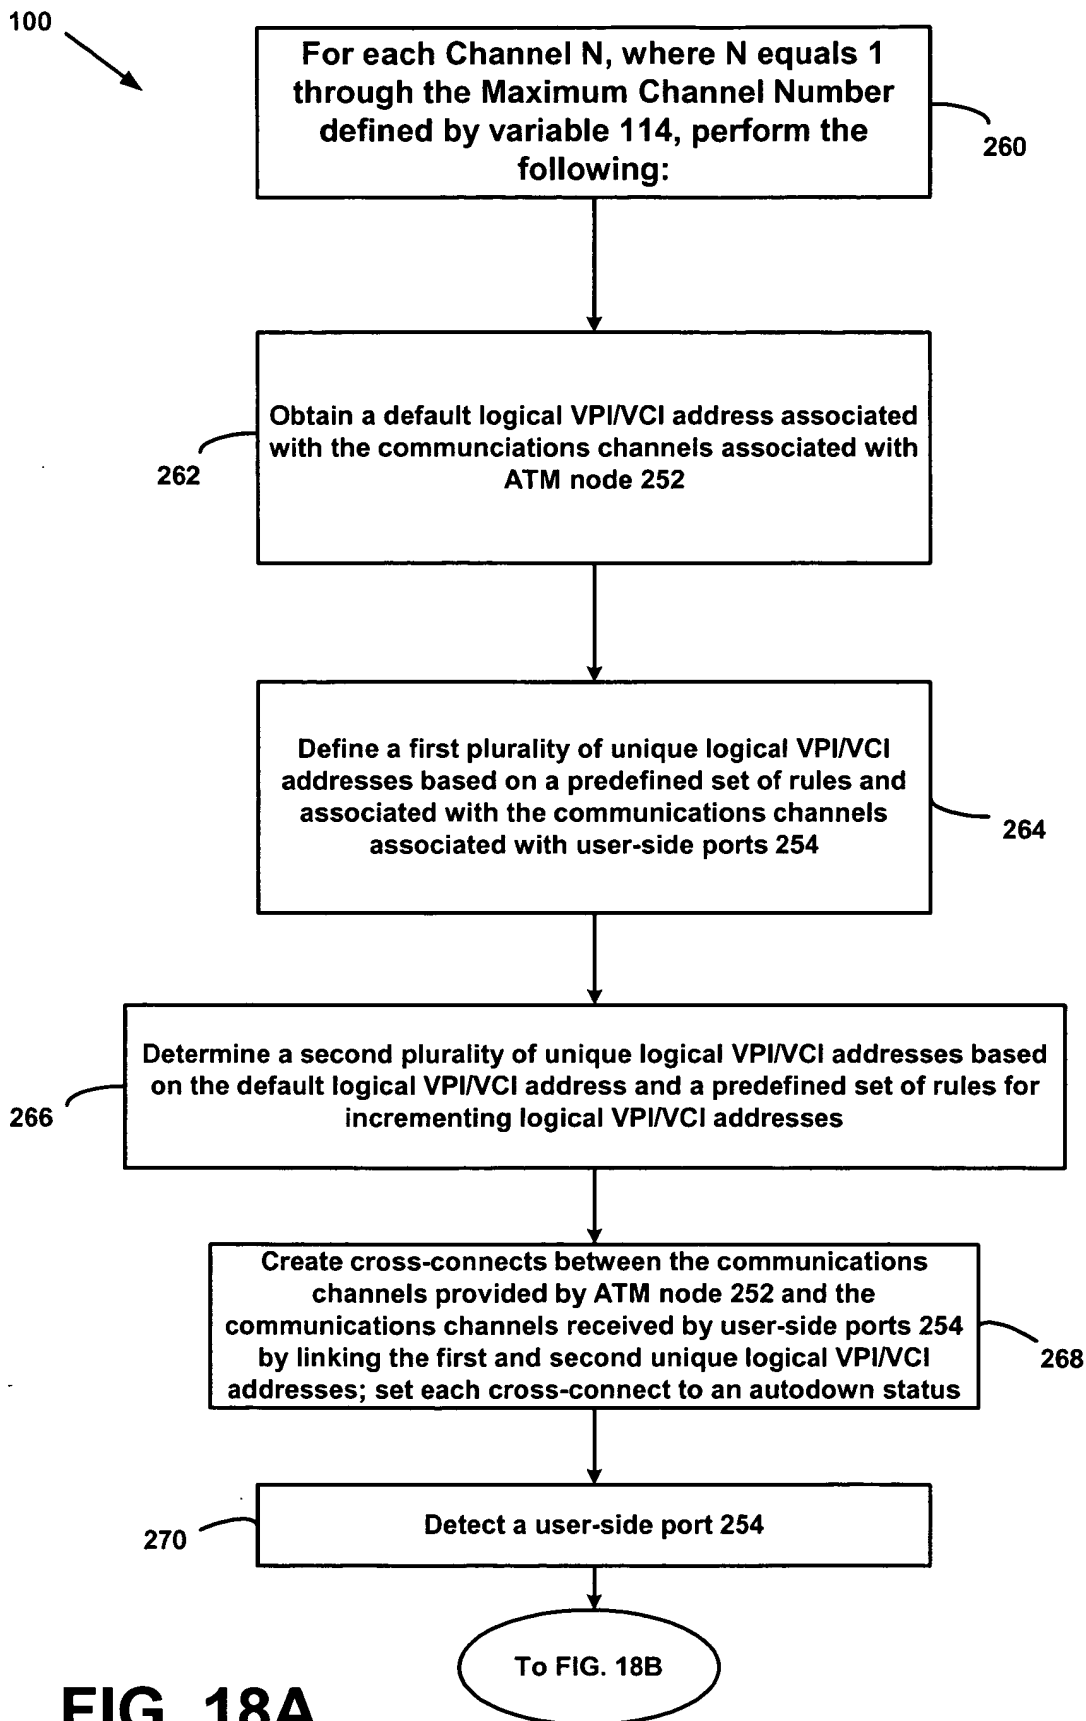 100
For each Channel N, where N equals 1
through the Maximum Channel Number
defined by variable 114, perform the
following:
260
Obtain a default logical VPI/VCI address associated
with the communciations channels associated with
ATM node 252
262
Define a first plurality of unique logical VPI/VCI
addresses based on a predefined set of rules and
associated with the communications channels
associated with user-side ports 254
264
Determine a second plurality of unique logical VPI/VCI addresses based
on the default logical VPI/VCI address and a predefined set of rules for
incrementing logical VPI/VCI addresses
266
Create cross-connects between the communications
channels provided by ATM node 252 and the
communications channels received by user-side ports 254
by linking the first and second unique logical VPI/VCI
addresses; set each cross-connect to an autodown status
268
Detect a user-side port 254
270
To FIG. 18B
FIG. 18A